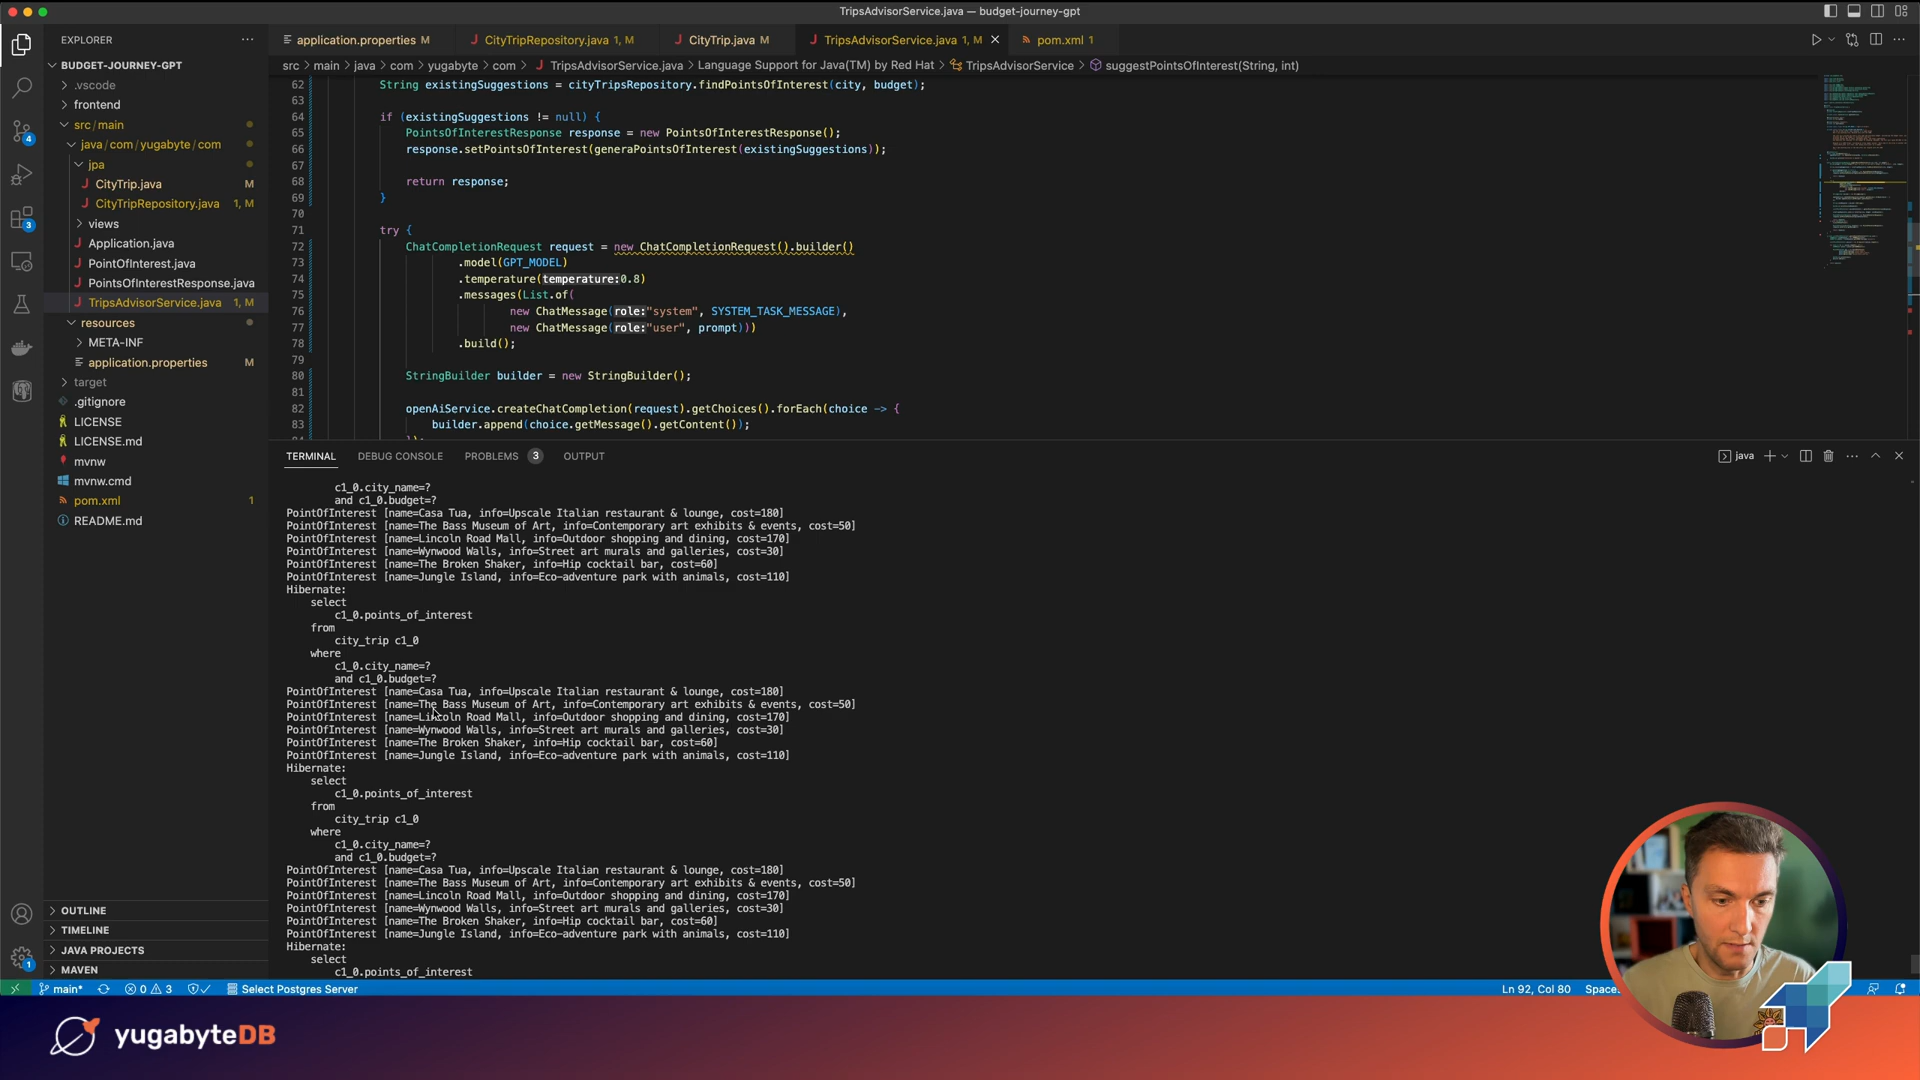 TripsAdvisorService.java — budget-journey-gpt
EXPLORER
BUDGET-JOURNEY-GPT
.vscode
frontend
src/main
java/com/yugabyte/com
jpa
CityTrip.java M
CityTripRepository.java 1, M
views
Application.java
PointOfInterest.java
PointsOfInterestResponse.java
TripsAdvisorService.java 1, M
resources
META-INF
application.properties M
target
.gitignore
LICENSE
LICENSE.md
mvnw
mvnw.cmd
pom.xml 1
README.md
OUTLINE
TIMELINE
JAVA PROJECTS
MAVEN
application.properties M
CityTripRepository.java 1, M
CityTrip.java M
TripsAdvisorService.java 1, M
pom.xml 1
src > main > java > com > yugabyte > com > TripsAdvisorService.java > Language Support for Java(TM) by Red Hat > TripsAdvisorService > suggestPointsOfInterest(String, int)
62 String existingSuggestions = cityTripsRepository.findPointsOfInterest(city, budget);
63
64 if (existingSuggestions != null) {
65 PointsOfInterestResponse response = new PointsOfInterestResponse();
66 response.setPointsOfInterest(generaPointsOfInterest(existingSuggestions));
67
68 return response;
69 }
70
71 try {
72 ChatCompletionRequest request = new ChatCompletionRequest().builder()
73 .model(GPT_MODEL)
74 .temperature(temperature:0.8)
75 .messages(List.of(
76 new ChatMessage(role:"system", SYSTEM_TASK_MESSAGE),
77 new ChatMessage(role:"user", prompt)))
78 .build();
79
80 StringBuilder builder = new StringBuilder();
81
82 openAiService.createChatCompletion(request).getChoices().forEach(choice -> {
83 builder.append(choice.getMessage().getContent());
TERMINAL DEBUG CONSOLE PROBLEMS 3 OUTPUT
java
c1_0.city_name=?
and c1_0.budget=?
PointOfInterest [name=Casa Tua, info=Upscale Italian restaurant & lounge, cost=180]
PointOfInterest [name=The Bass Museum of Art, info=Contemporary art exhibits & events, cost=50]
PointOfInterest [name=Lincoln Road Mall, info=Outdoor shopping and dining, cost=170]
PointOfInterest [name=Wynwood Walls, info=Street art murals and galleries, cost=30]
PointOfInterest [name=The Broken Shaker, info=Hip cocktail bar, cost=60]
PointOfInterest [name=Jungle Island, info=Eco-adventure park with animals, cost=110]
Hibernate:
select
c1_0.points_of_interest
from
city_trip c1_0
where
c1_0.city_name=?
and c1_0.budget=?
PointOfInterest [name=Casa Tua, info=Upscale Italian restaurant & lounge, cost=180]
PointOfInterest [name=The Bass Museum of Art, info=Contemporary art exhibits & events, cost=50]
PointOfInterest [name=Lincoln Road Mall, info=Outdoor shopping and dining, cost=170]
PointOfInterest [name=Wynwood Walls, info=Street art murals and galleries, cost=30]
PointOfInterest [name=The Broken Shaker, info=Hip cocktail bar, cost=60]
PointOfInterest [name=Jungle Island, info=Eco-adventure park with animals, cost=110]
Hibernate:
select
c1_0.points_of_interest
from
city_trip c1_0
where
c1_0.city_name=?
and c1_0.budget=?
PointOfInterest [name=Casa Tua, info=Upscale Italian restaurant & lounge, cost=180]
PointOfInterest [name=The Bass Museum of Art, info=Contemporary art exhibits & events, cost=50]
PointOfInterest [name=Lincoln Road Mall, info=Outdoor shopping and dining, cost=170]
PointOfInterest [name=Wynwood Walls, info=Street art murals and galleries, cost=30]
PointOfInterest [name=The Broken Shaker, info=Hip cocktail bar, cost=60]
PointOfInterest [name=Jungle Island, info=Eco-adventure park with animals, cost=110]
Hibernate:
select
c1_0.points_of_interest
main* 0 3 Select Postgres Server Ln 92, Col 80
yugabyteDB